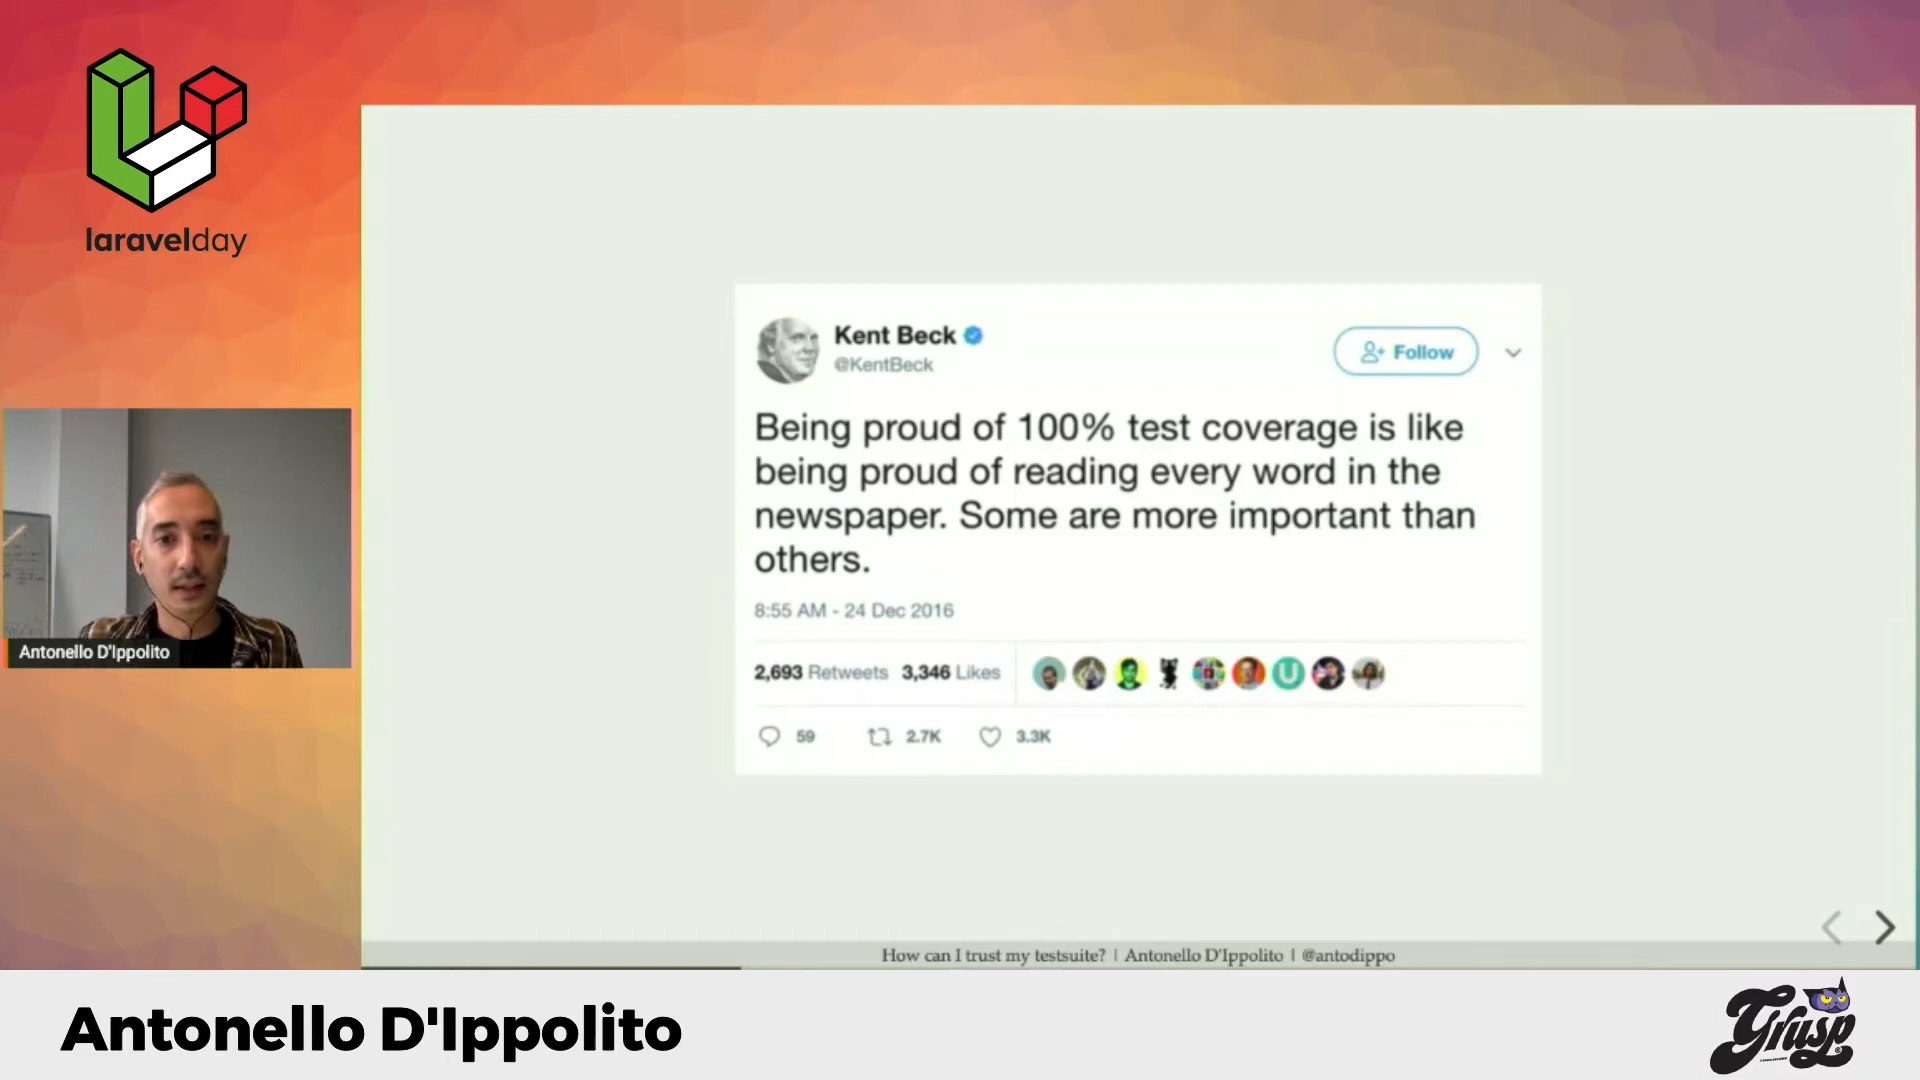 laravelday
Kent Beck
@KentBeck
Follow
Being proud of 100% test coverage is like
being proud of reading every word in the
newspaper. Some are more important than
others.
8:55 AM - 24 Dec 2016
2,693 Retweets 3,346 Likes
U
59 2.7K 3.3K
Antonello D'Ippolito
How can I trust my testsuite? | Antonello D'Ippolito | @antodippo
Antonello D'Ippolito
Grusp